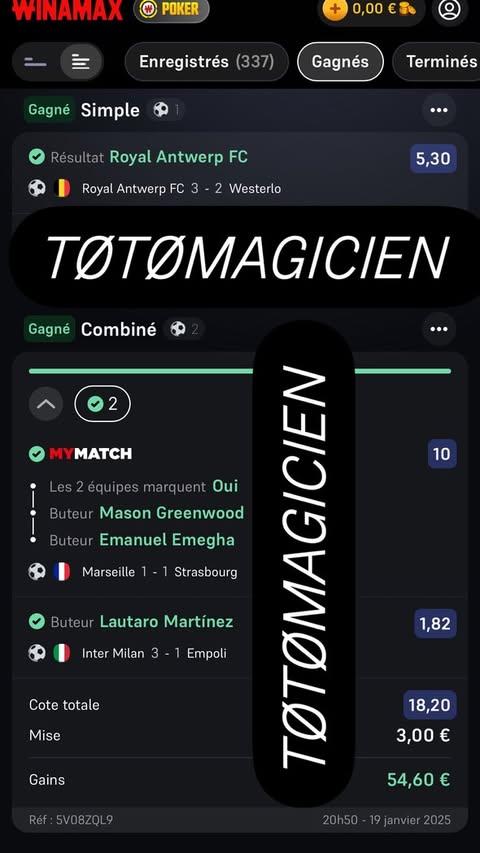 WINAMAX POKER 0,00 €
Enregistrés (337) Gagnés Terminés
Gagné Simple 1
Résultat Royal Antwerp FC 5,30
Royal Antwerp FC 3 - 2 Westerlo
TØTØMAGICIEN
Gagné Combiné 2
2
MYMATCH 10
Les 2 équipes marquent Oui
Buteur Mason Greenwood
Buteur Emanuel Emegha
Marseille 1 - 1 Strasbourg
TØTØMAGICIEN
Buteur Lautaro Martínez 1,82
Inter Milan 3 - 1 Empoli
Cote totale 18,20
Mise 3,00 €
Gains 54,60 €
Réf : 5V08ZQL9 20h50 - 19 janvier 2025